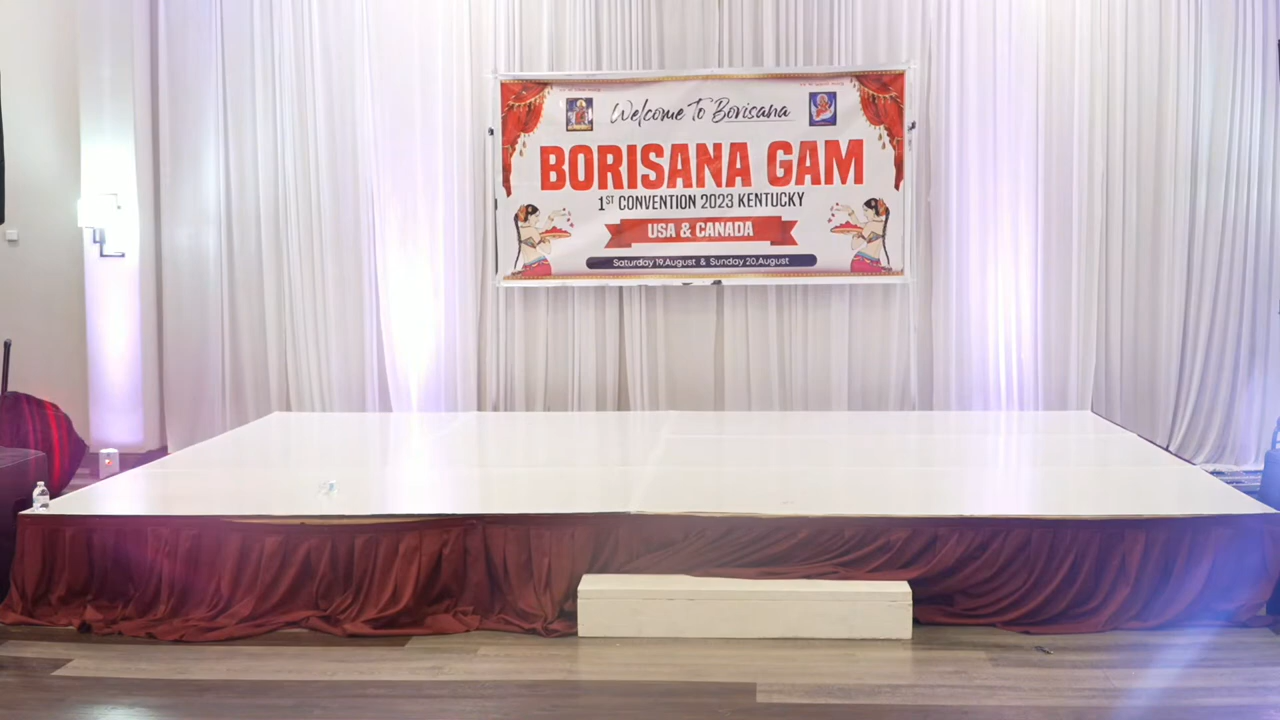 Welcome To Borisana
BORISANA GAM
1ST CONVENTION 2023 KENTUCKY
USA & CANADA
Saturday 19,August & Sunday 20,August